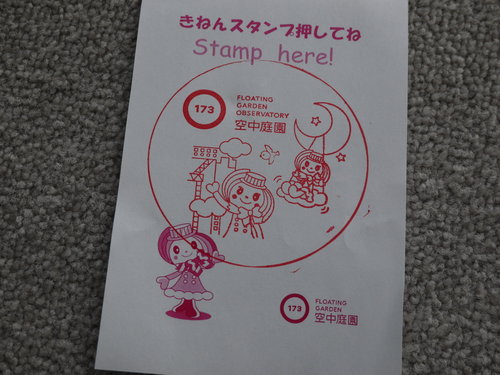 きねんスタンプ押してね
Stamp here!
173
FLOATING
GARDEN
OBSERVATORY
空中庭園
173
FLOATING
GARDEN
空中庭園